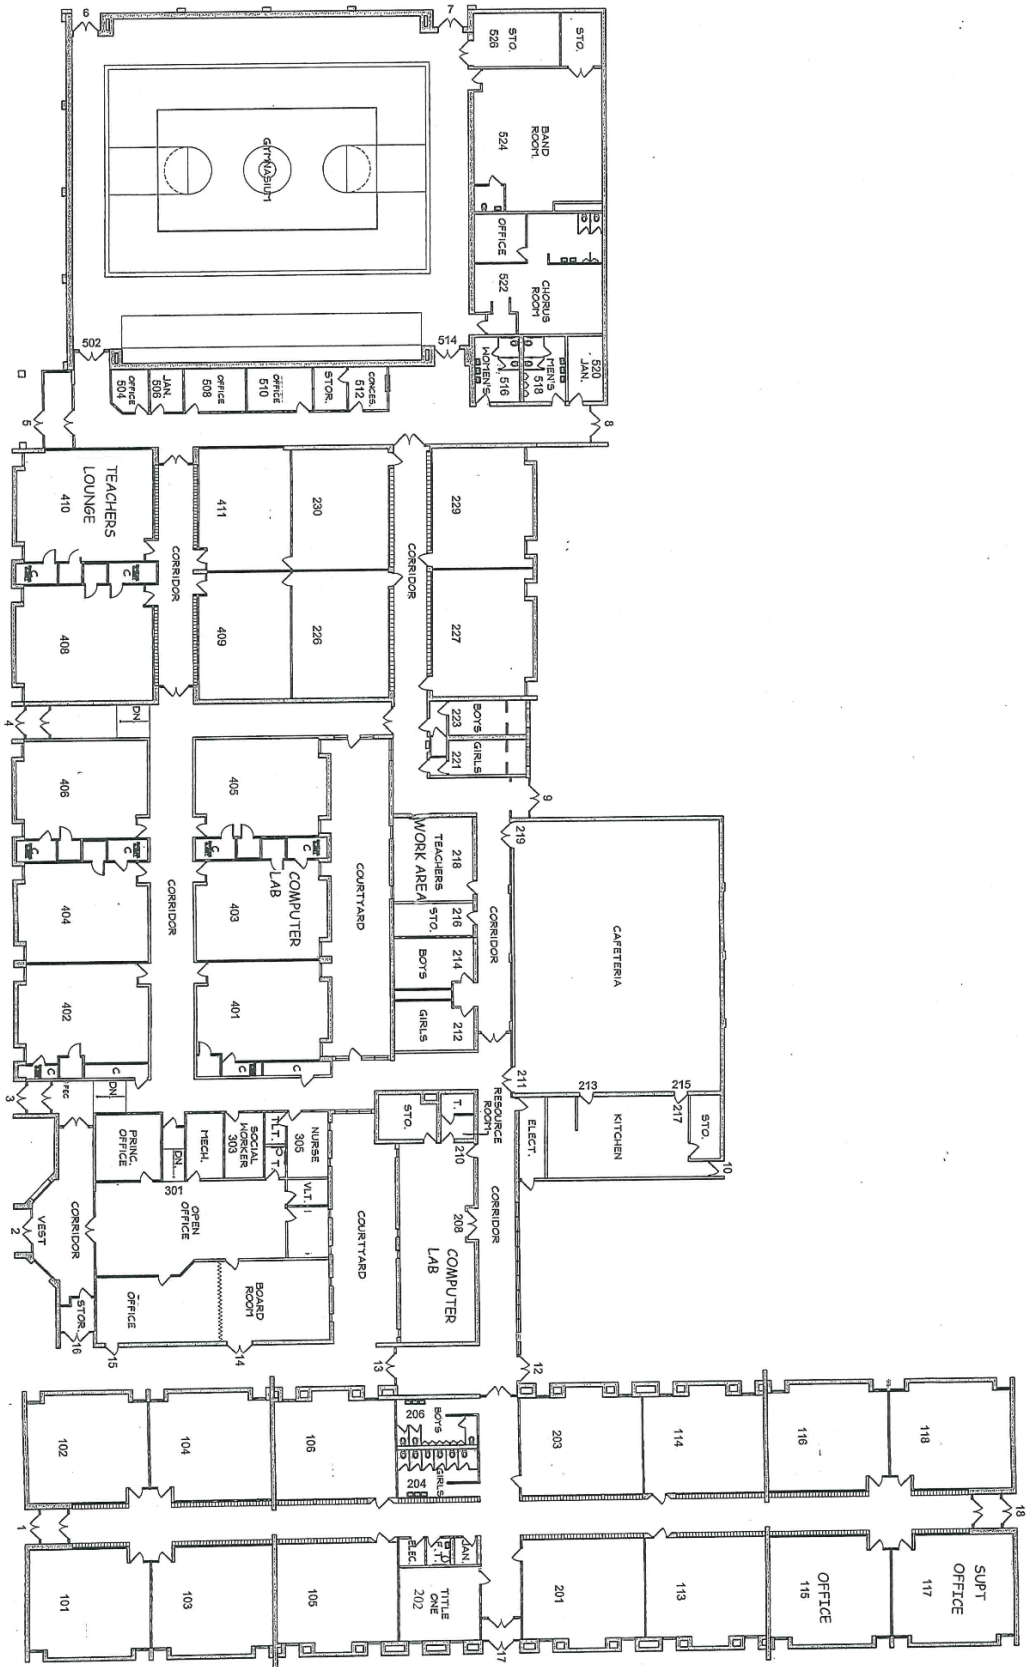 6
7
STO.
526
STO.
BAND
ROOM.
524
GYMNASIUM
OFFICE
522
CHORUS
ROOM
502
514
WOMEN'S
516
MEN'S
518
520
JAN.
OFFICE
504
JAN.
506
OFFICE
508
OFFICE
510
STOR.
CONCES.
512
5
8
TEACHERS
LOUNGE
410
CORRIDOR
411
230
CORRIDOR
229
C
C
408
409
226
227
DN.
4
BOYS
223
GIRLS
221
9
406
405
COURTYARD
TEACHERS
WORK AREA
218
219
C
C
C
C
404
CORRIDOR
403
COMPUTER
LAB
STO.
216
CORRIDOR
CAFETERIA
BOYS
214
402
401
GIRLS
212
C
C
C
C
3
DN.
211
213
215
217
RESOURCE
ROOM
PRINC.
OFFICE
DN.
MECH.
SOCIAL
WORKER
303
TLT.
NURSE
305
STO.
T.
210
ELECT.
KITCHEN
STO.
10
301
OPEN
OFFICE
VLT.
2
VEST
CORRIDOR
COURTYARD
208
CORRIDOR
COMPUTER
LAB
STOR.
OFFICE
BOARD
ROOM
16
15
14
13
12
102
104
106
206
BOYS
204
GIRLS
203
114
116
118
1
18
ELEC.
JAN.
101
103
105
TITLE
ONE
202
201
113
OFFICE
115
SUPT
OFFICE
117
17